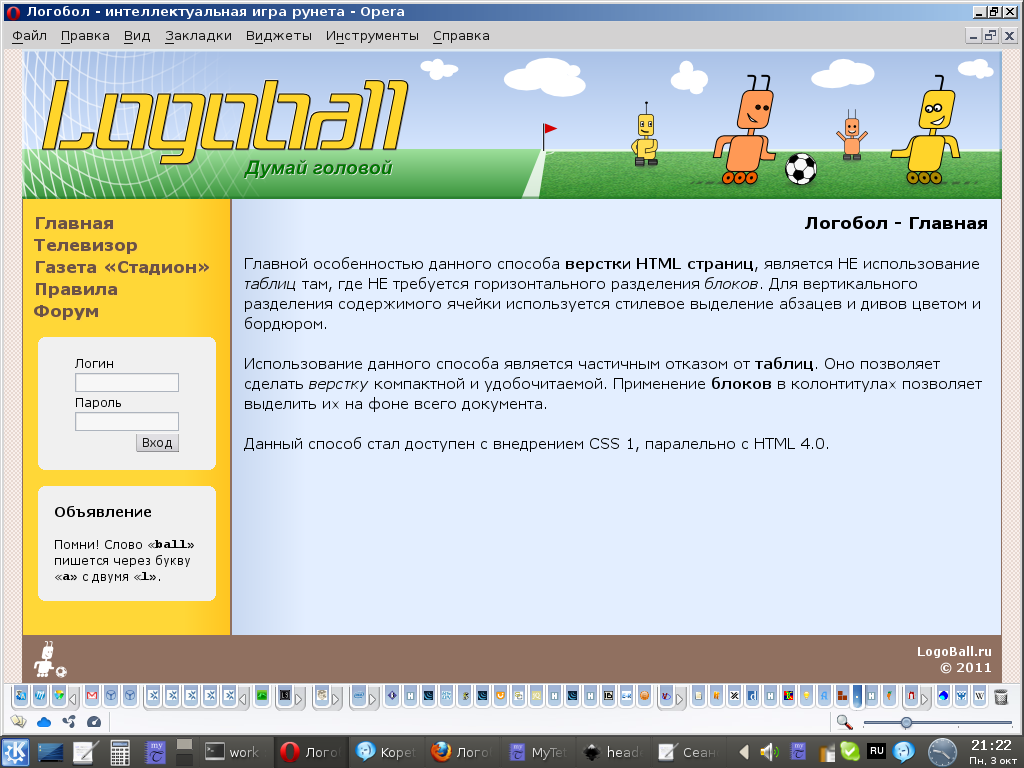 Логобол - интеллектуальная игра рунета - Opera
Файл Правка Вид Закладки Виджеты Инструменты Справка
Logoball
Думай головой
Главная
Телевизор
Газета «Стадион»
Правила
Форум
Логин
Пароль
Вход
Объявление
Помни! Слово «ball»
пишется через букву
«a» с двумя «l».
Логобол - Главная
Главной особенностью данного способа верстки HTML страниц, является НЕ использование
таблиц там, где НЕ требуется горизонтального разделения блоков. Для вертикального
разделения содержимого ячейки используется стилевое выделение абзацев и дивов цветом и
бордюром.
Использование данного способа является частичным отказом от таблиц. Оно позволяет
сделать верстку компактной и удобочитаемой. Применение блоков в колонтитулах позволяет
выделить их на фоне всего документа.
Данный способ стал доступен с внедрением CSS 1, паралельно с HTML 4.0.
LogoBall.ru
© 2011
work Лого Kopet Лого MyTet head Сеан RU 21:22
Пн, 3 окт